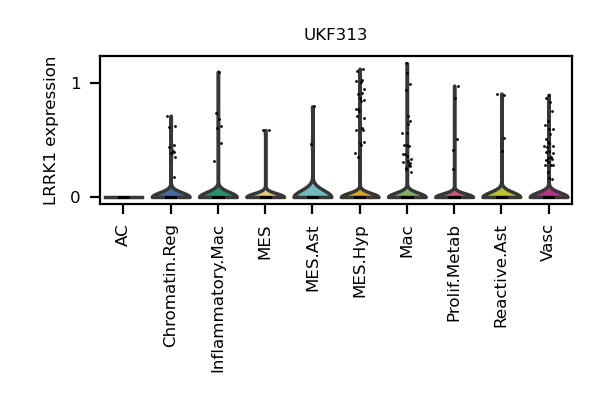 UKF313
LRRK1 expression
1
0
AC
Chromatin.Reg
Inflammatory.Mac
MES
MES.Ast
MES.Hyp
Mac
Prolif.Metab
Reactive.Ast
Vasc